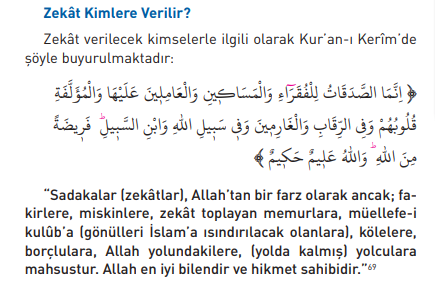 Zekât Kimlere Verilir?
Zekât verilecek kimselerle ilgili olarak Kur’an-ı Kerîm’de
şöyle buyurulmaktadır:
﴿ اِنَّمَا الصَّدَقَاتُ لِلْفُقَرَٓاءِ وَالْمَسَاك۪ينِ وَالْعَامِل۪ينَ عَلَيْهَا وَالْمُؤَلَّفَةِ
قُلُوبُهُمْ وَفِي الرِّقَابِ وَالْغَارِم۪ينَ وَف۪ي سَب۪يلِ اللّٰهِ وَابْنِ السَّب۪يلِۜ فَر۪يضَةً
مِنَ اللّٰهِۜ وَاللّٰهُ عَل۪يمٌ حَك۪يمٌ ﴾
“Sadakalar (zekâtlar), Allah’tan bir farz olarak ancak; fa-
kirlere, miskinlere, zekât toplayan memurlara, müellefe-i
kulûb’a (gönülleri İslam’a ısındırılacak olanlara), kölelere,
borçlulara, Allah yolundakilere, (yolda kalmış) yolculara
mahsustur. Allah en iyi bilendir ve hikmet sahibidir.”⁶⁹